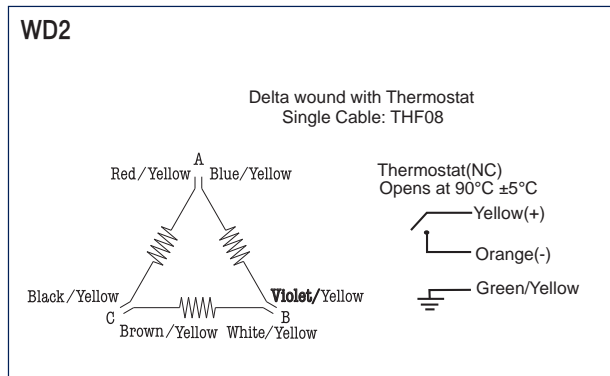 WD2
Delta wound with Thermostat
Single Cable: THF08
A
Red/Yellow Blue/Yellow
Thermostat(NC)
Opens at 90°C ±5°C
Yellow(+)
Orange(-)
Green/Yellow
Black/Yellow Violet/Yellow
C B
Brown/Yellow White/Yellow